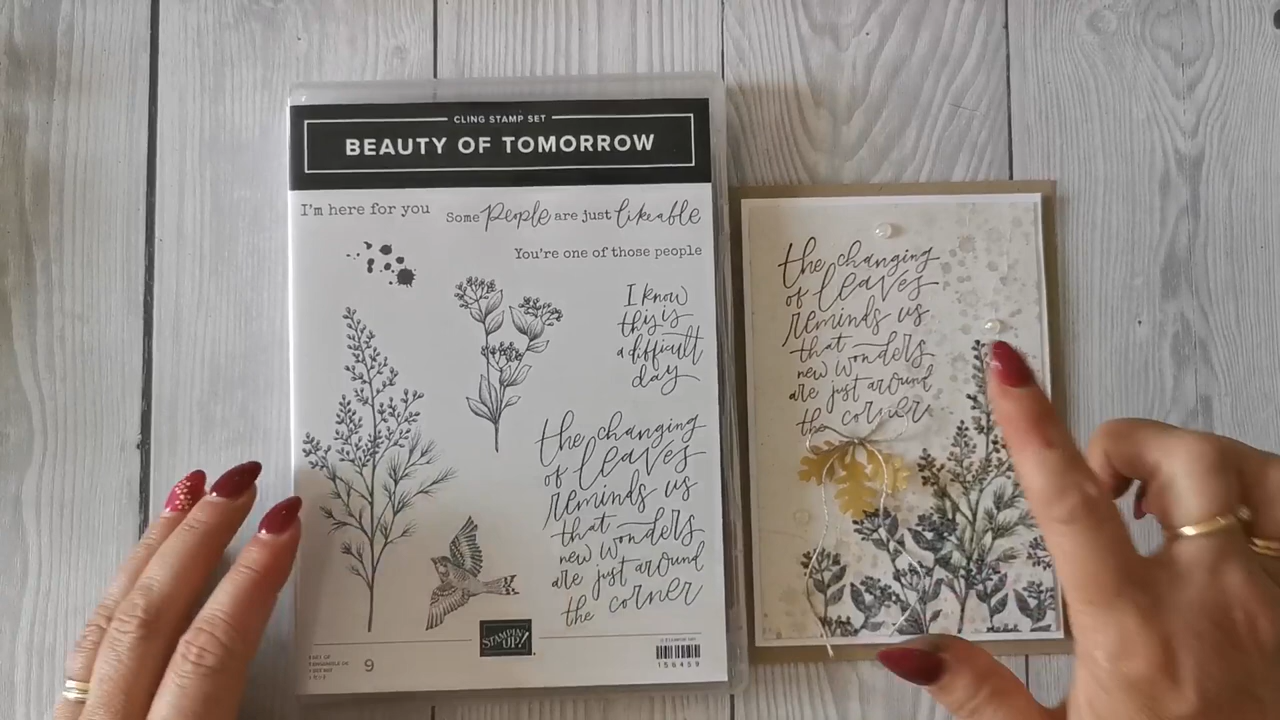 CLING STAMP SET
BEAUTY OF TOMORROW
I'm here for you
Some People are just likeable
You're one of those people
I know
this is
a difficult
day
the changing
of leaves
reminds us
that wonders
new wonders
are just around
the corner
STAMPIN' UP!
9
158459
the changing
of leaves
reminds us
that
new wonders
are just around
the corner